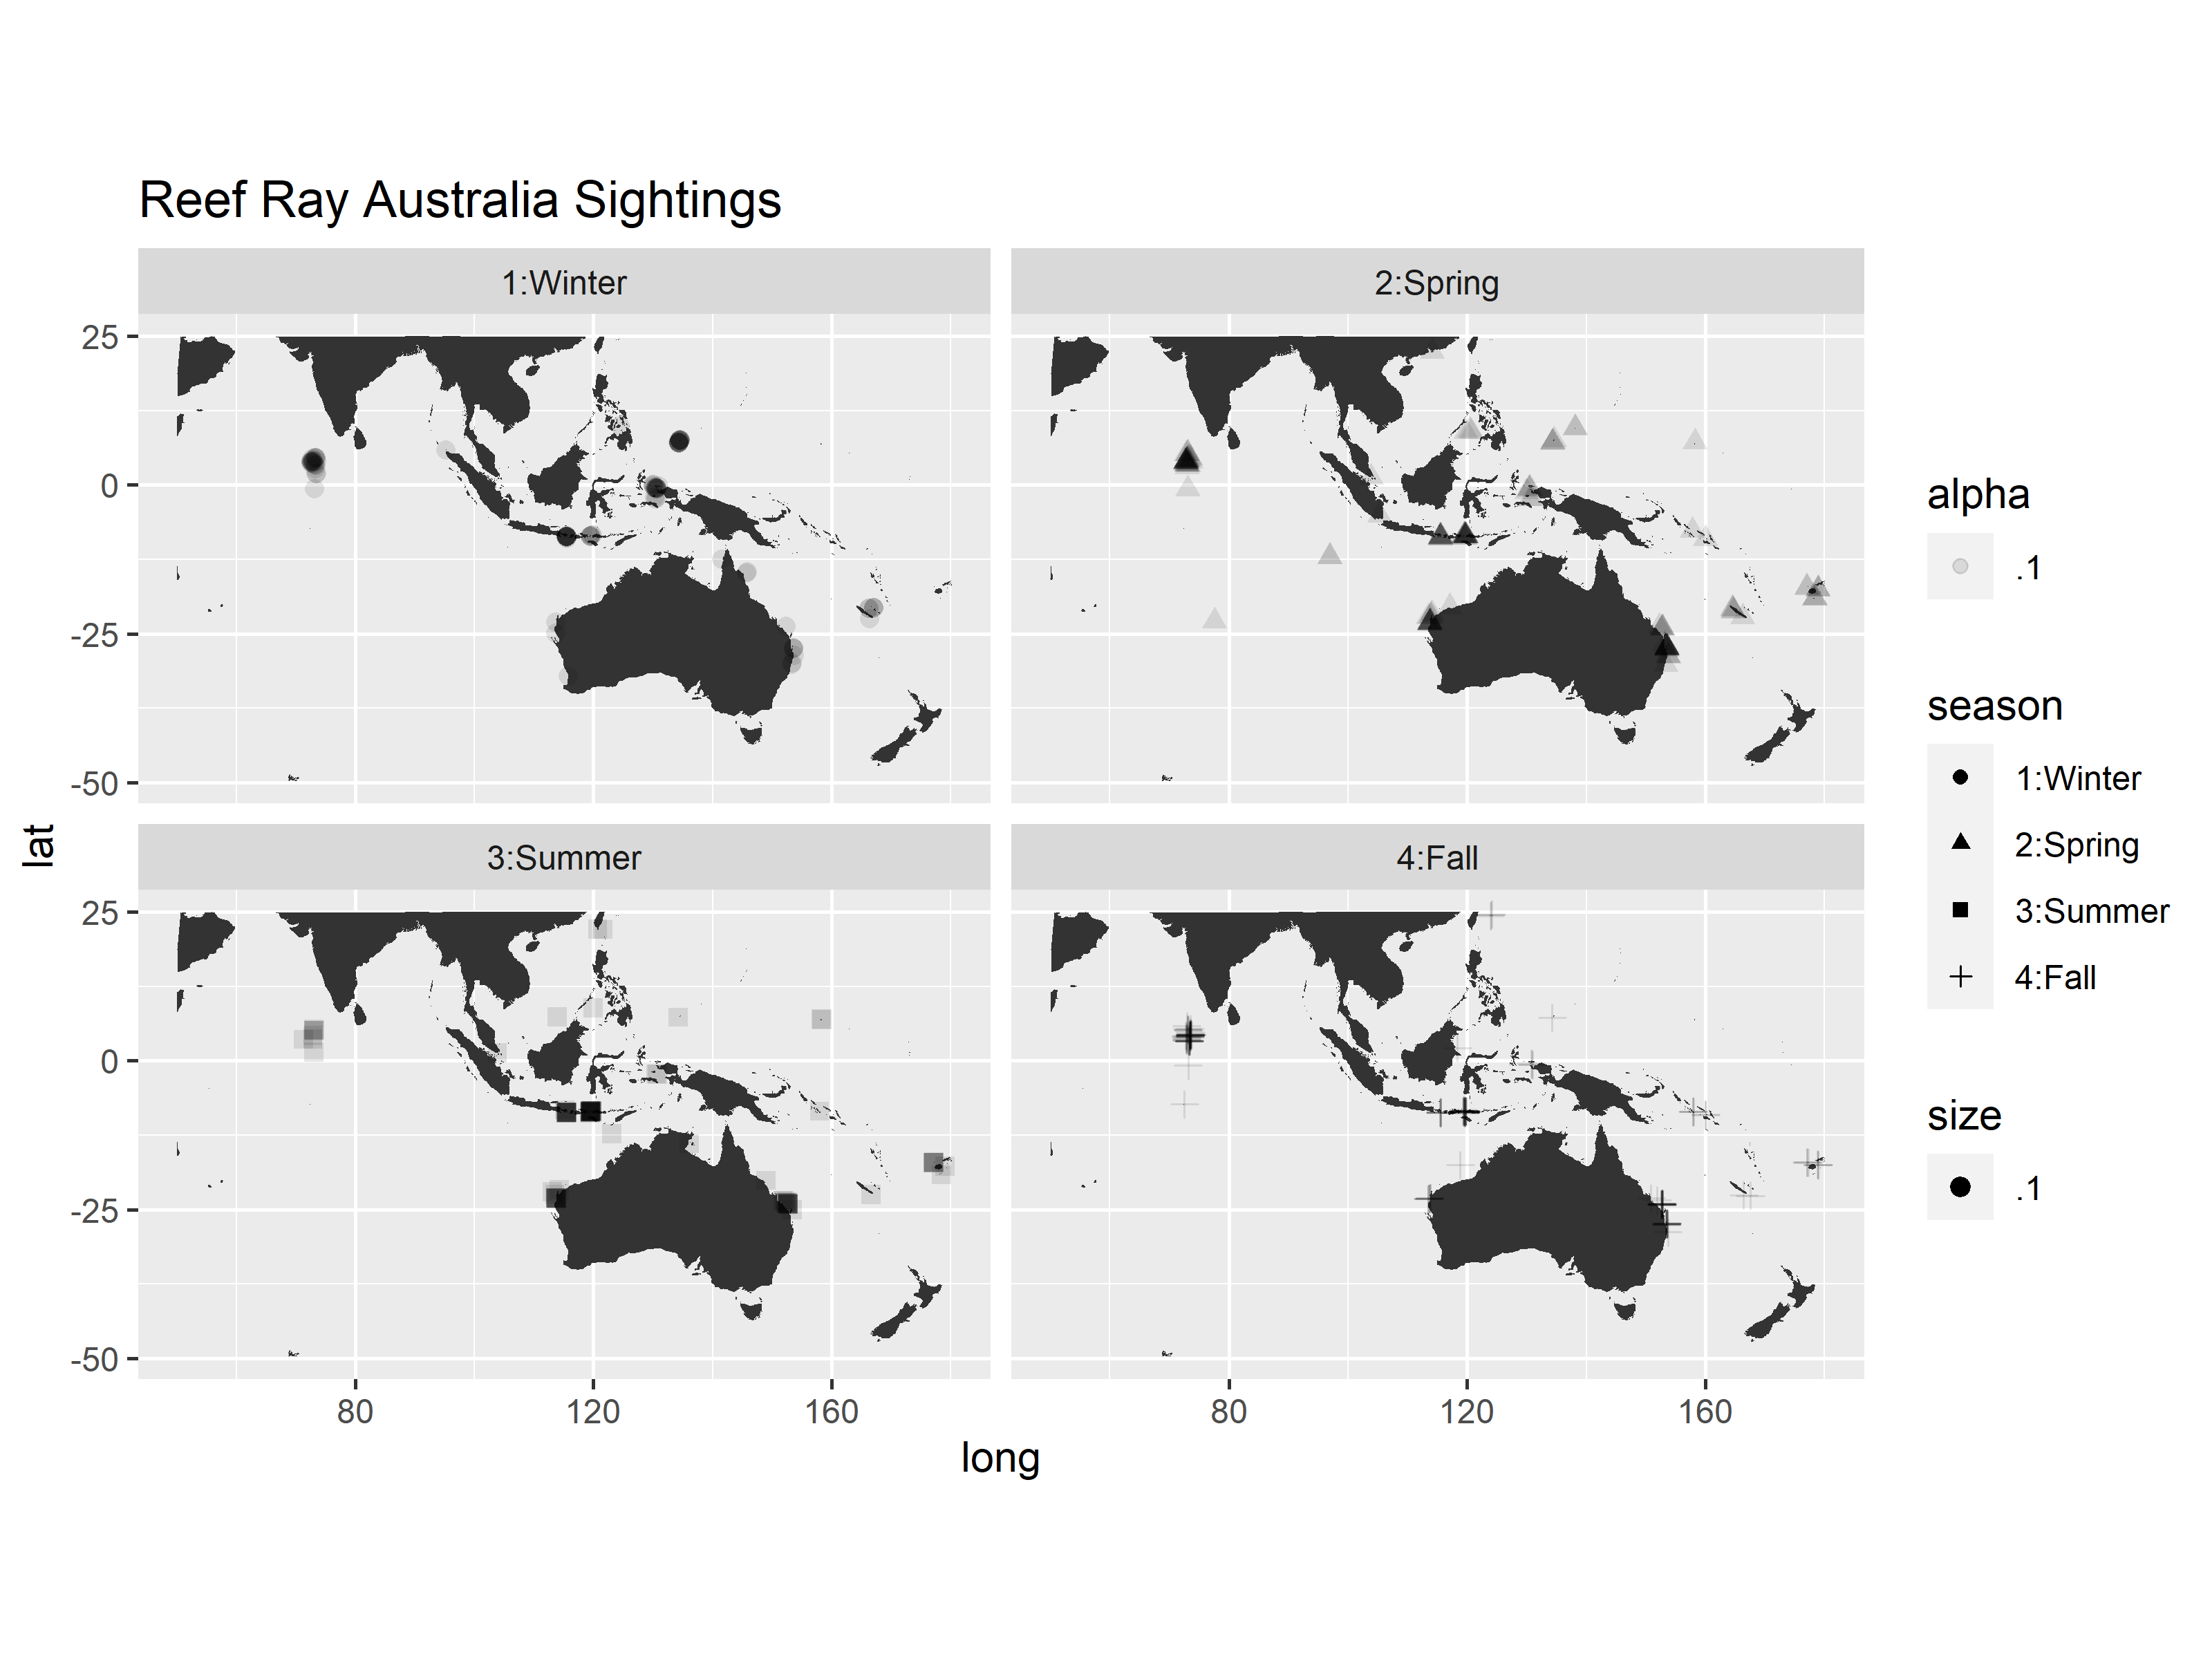 Reef Ray Australia Sightings
1:Winter
2:Spring
25
0
-25
-50
lat
3:Summer
4:Fall
25
0
-25
-50
80
120
160
80
120
160
long
alpha
.1
season
1:Winter
2:Spring
3:Summer
4:Fall
size
.1